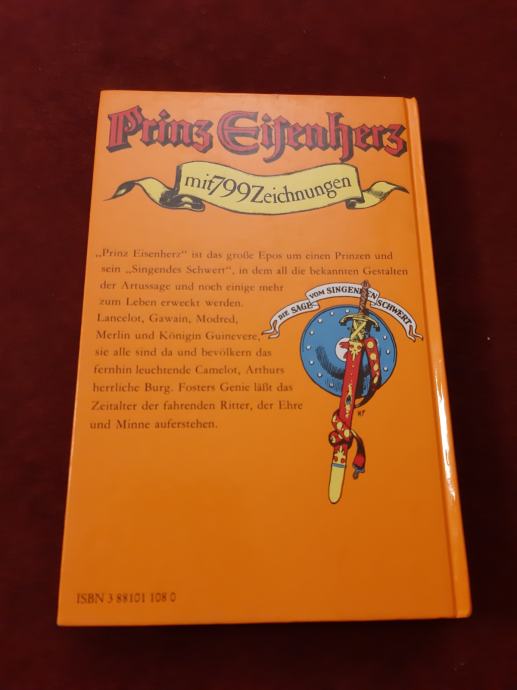 Prinz Eisenherz
mit 799 Zeichnungen
„Prinz Eisenherz“ ist das große Epos um einen Prinzen und
sein „Singendes Schwert“, in dem all die bekannten Gestalten
der Artussage und noch einige mehr
zum Leben erweckt werden.
Lancelot, Gawain, Modred,
Merlin und Königin Guinevere,
sie alle sind da und bevölkern das
fernhin leuchtende Camelot, Arthurs
herrliche Burg. Fosters Genie läßt das
Zeitalter der fahrenden Ritter, der Ehre
und Minne auferstehen.
DIE SAGE VOM SINGENDEN SCHWERT
HF
ISBN 3 88101 108 0